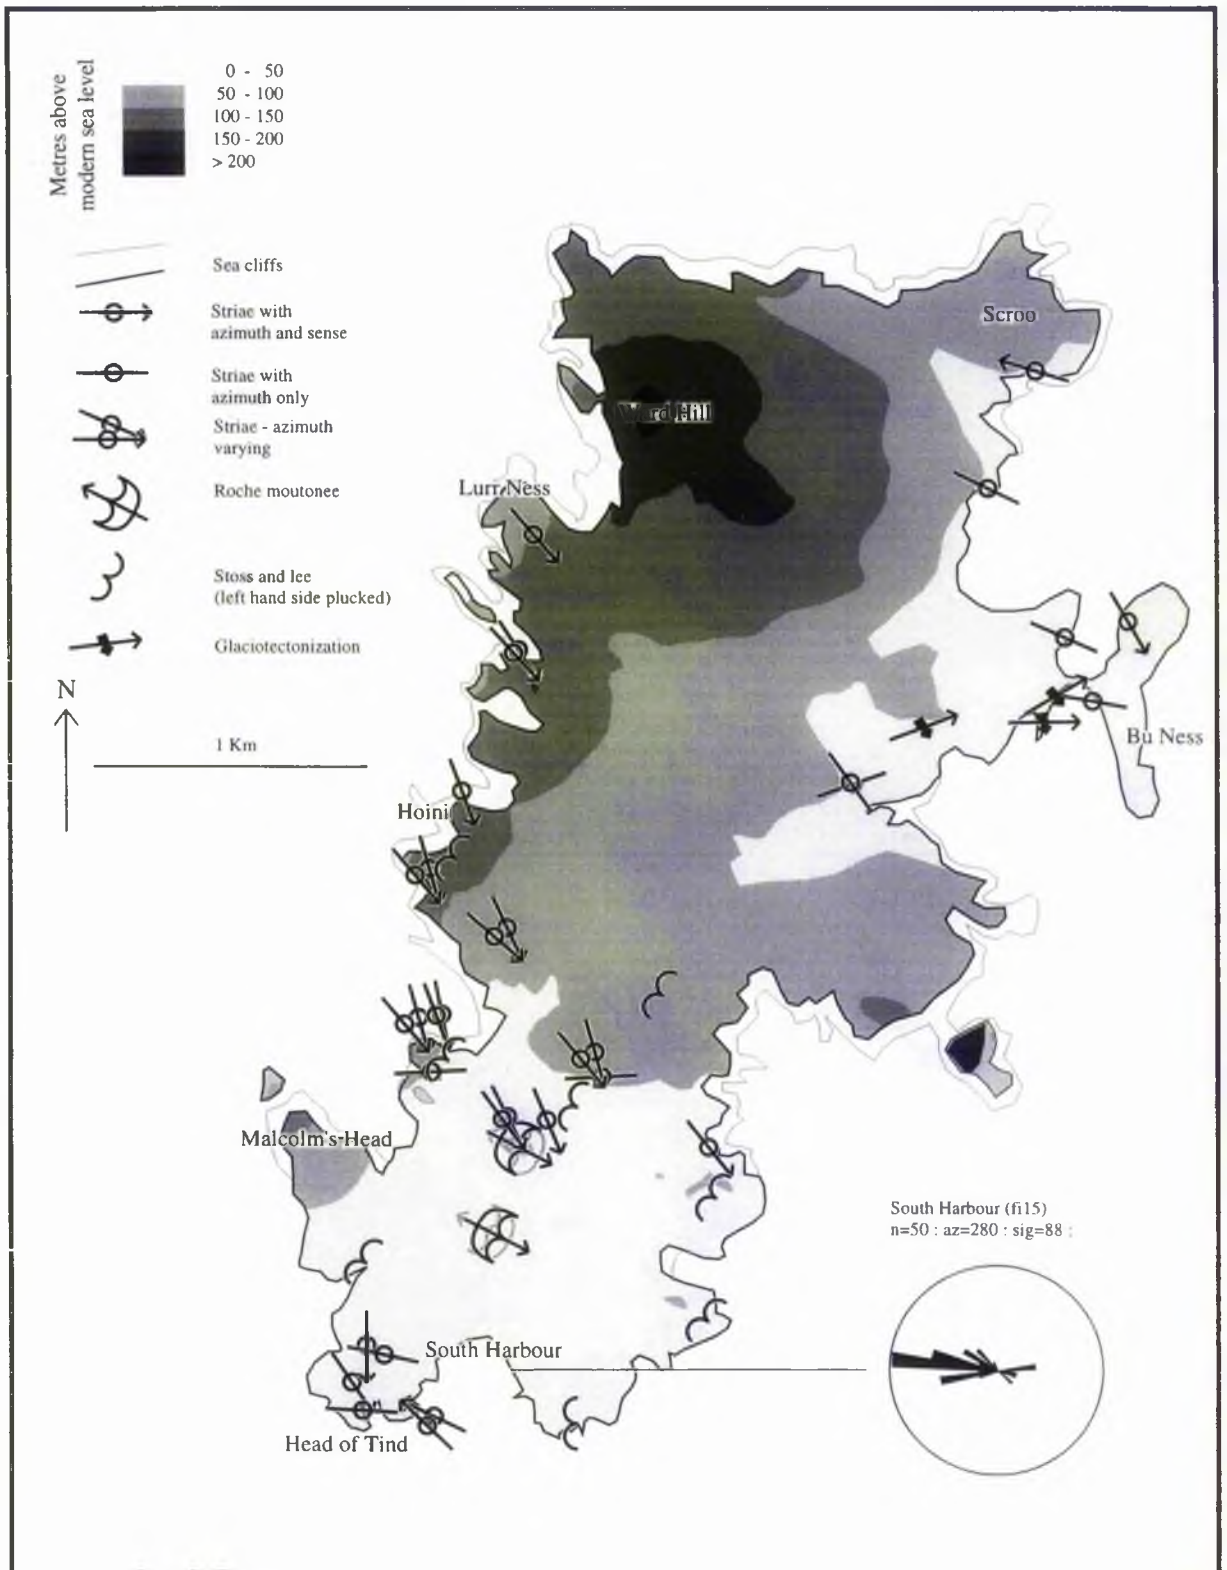 Metres above
modern sea level
0 - 50
50 - 100
100 - 150
150 - 200
> 200
Sea cliffs
Striae with
azimuth and sense
Striae with
azimuth only
Striae - azimuth
varying
Roche moutonee
Stoss and lee
(left hand side plucked)
Glaciotectonization
N
1 Km
Scroo
Ward Hill
Lurr Ness
Bu Ness
Hoini
Malcolm's Head
South Harbour (fi15)
n=50 : az=280 : sig=88 :
South Harbour
Head of Tind